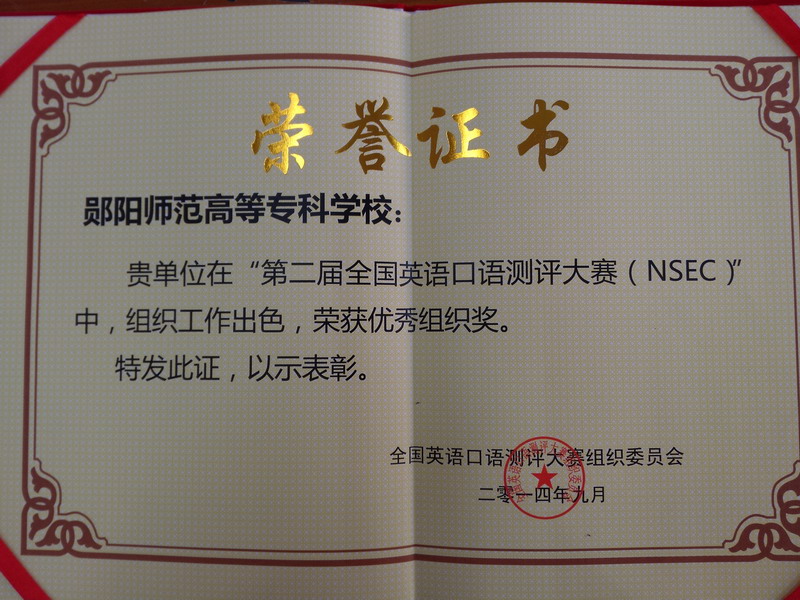 荣誉证书
郧阳师范高等专科学校：
贵单位在“第二届全国英语口语测评大赛（NSEC）”
中，组织工作出色，荣获优秀组织奖。
特发此证，以示表彰。
全国英语口语测评大赛组织委员会
二零一四年九月